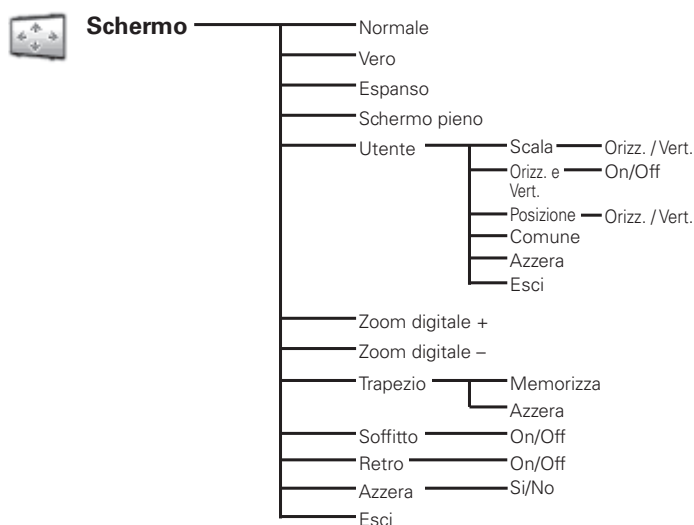 Schermo
Normale
Vero
Espanso
Schermo pieno
Utente
Scala
Orizz. / Vert.
Orizz. e
Vert.
On/Off
Posizione
Orizz. / Vert.
Comune
Azzera
Esci
Zoom digitale +
Zoom digitale –
Trapezio
Memorizza
Azzera
Soffitto
On/Off
Retro
On/Off
Azzera
Si/No
Esci